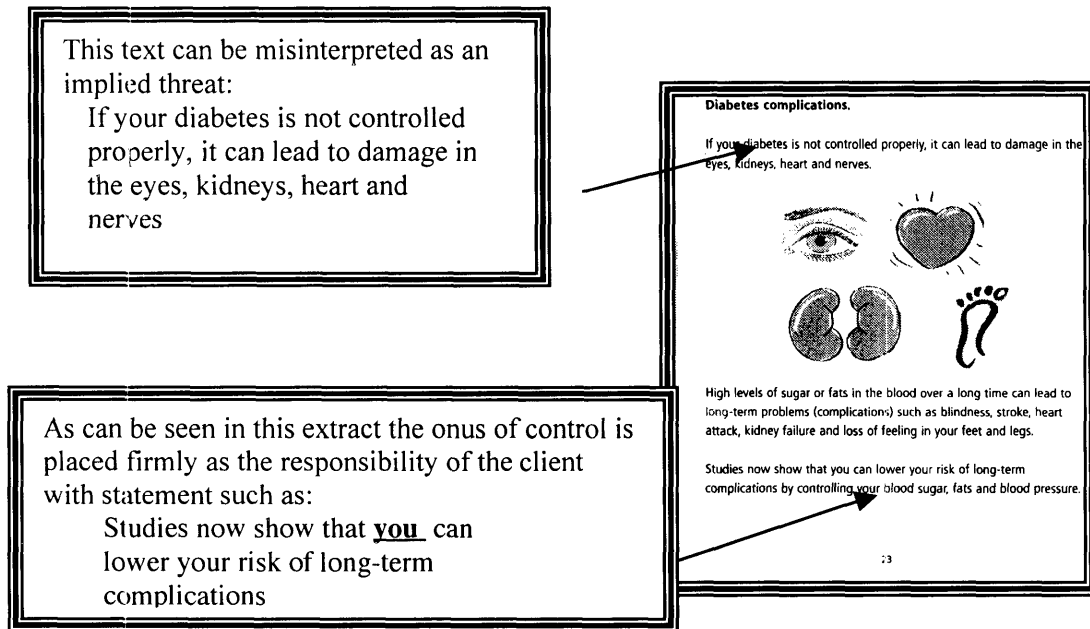 This text can be misinterpreted as an
implied threat:
If your diabetes is not controlled
properly, it can lead to damage in
the eyes, kidneys, heart and
nerves
Diabetes complications.
If your diabetes is not controlled properly, it can lead to damage in the
eyes, kidneys, heart and nerves.
High levels of sugar or fats in the blood over a long time can lead to
long-term problems (complications) such as blindness, stroke, heart
attack, kidney failure and loss of feeling in your feet and legs.
Studies now show that you can lower your risk of long-term
complications by controlling your blood sugar, fats and blood pressure.
As can be seen in this extract the onus of control is
placed firmly as the responsibility of the client
with statement such as:
Studies now show that you can
lower your risk of long-term
complications